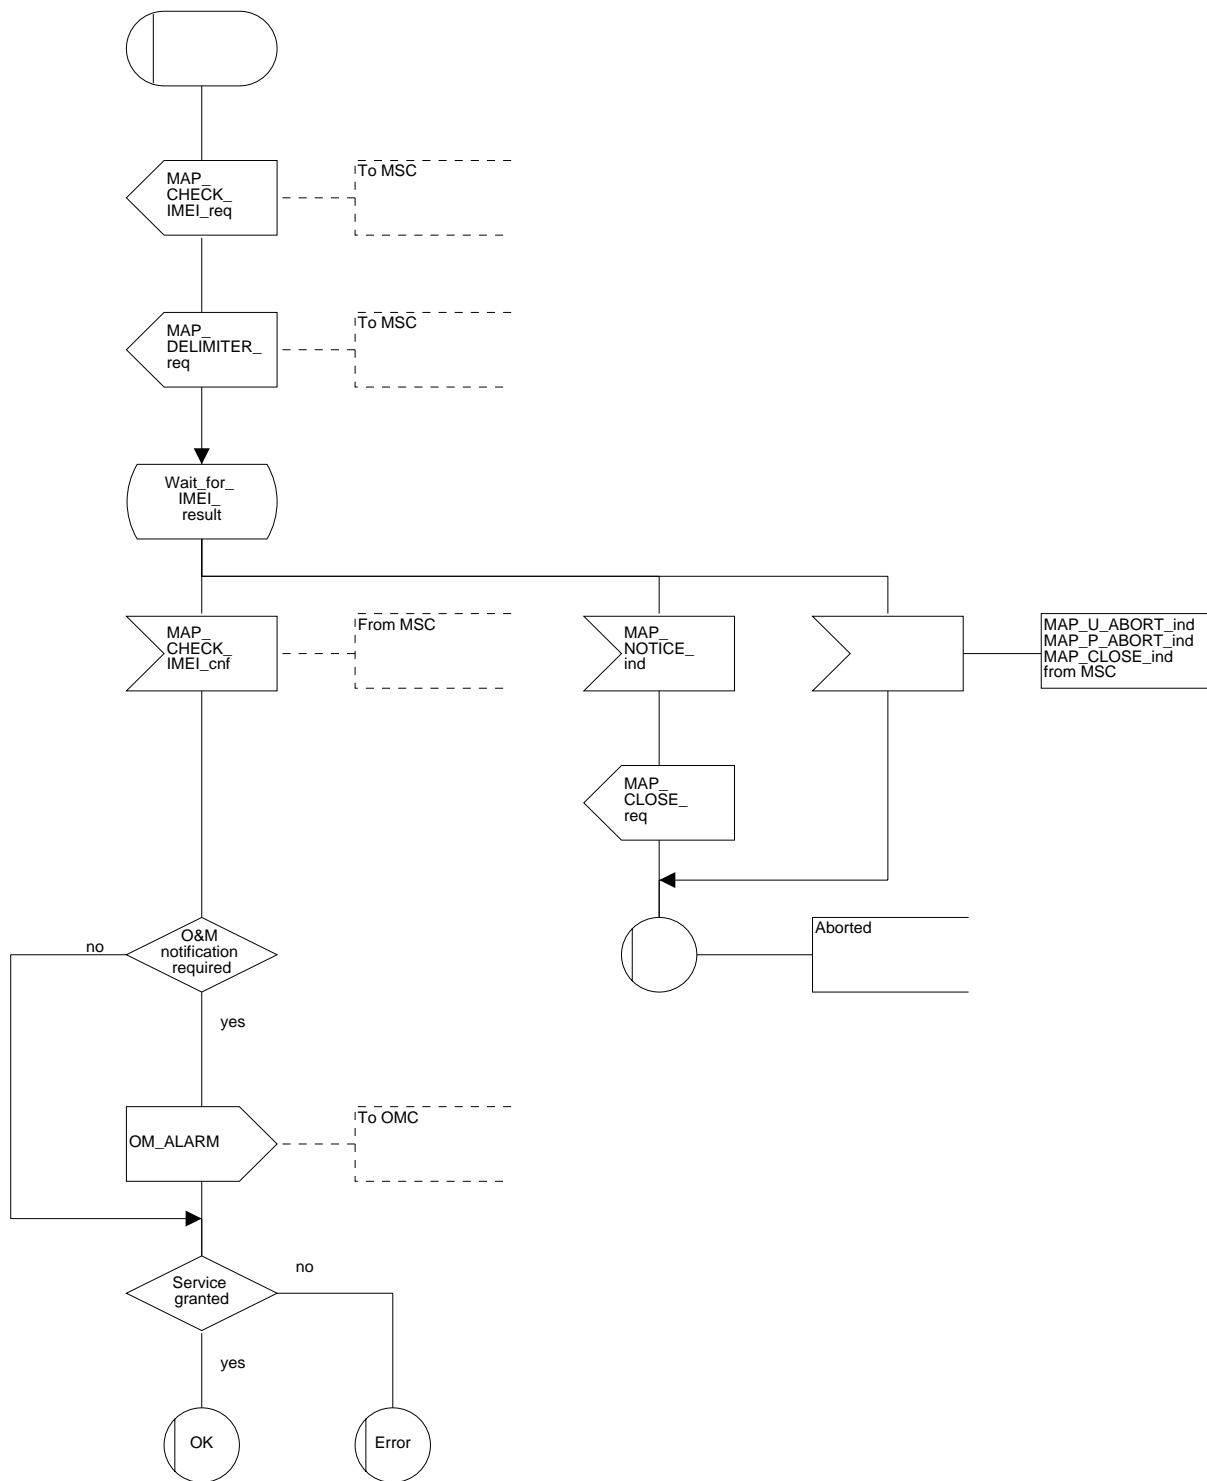 MAP_
CHECK_
IMEI_req
To MSC
MAP_
DELIMITER_
req
To MSC
Wait_for_
IMEI_
result
MAP_
CHECK_
IMEI_cnf
From MSC
MAP_
NOTICE_
ind
MAP_U_ABORT_ind
MAP_P_ABORT_ind
MAP_CLOSE_ind
from MSC
MAP_
CLOSE_
req
no
O&M
notification
required
Aborted
yes
OM_ALARM
To OMC
Service
granted
no
yes
OK
Error